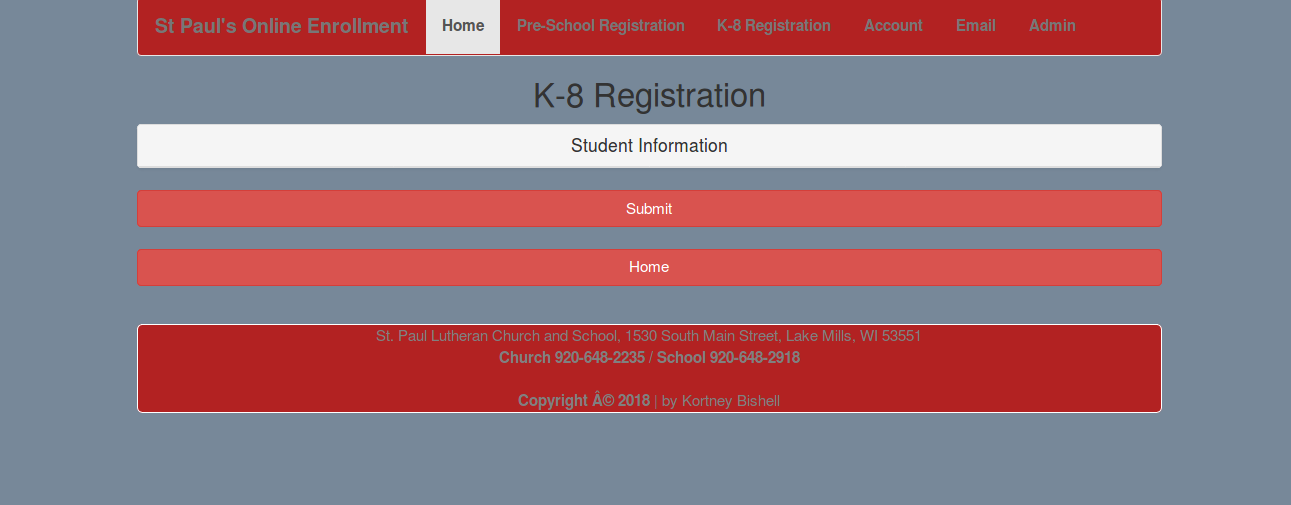 St Paul's Online Enrollment Home Pre-School Registration K-8 Registration Account Email Admin
K-8 Registration
Student Information
Submit
Home
St. Paul Lutheran Church and School, 1530 South Main Street, Lake Mills, WI 53551
Church 920-648-2235 / School 920-648-2918
Copyright Â© 2018 | by Kortney Bishell